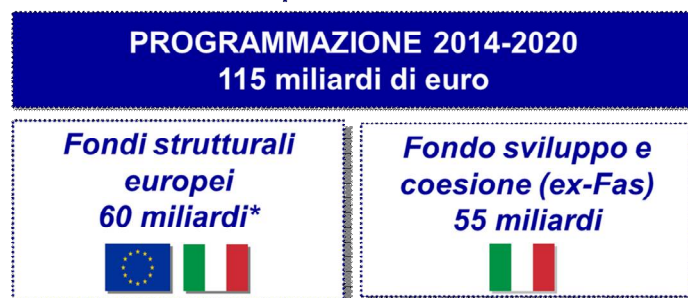 PROGRAMMAZIONE 2014-2020
115 miliardi di euro
Fondi strutturali
europei
60 miliardi*
Fondo sviluppo e
coesione (ex-Fas)
55 miliardi